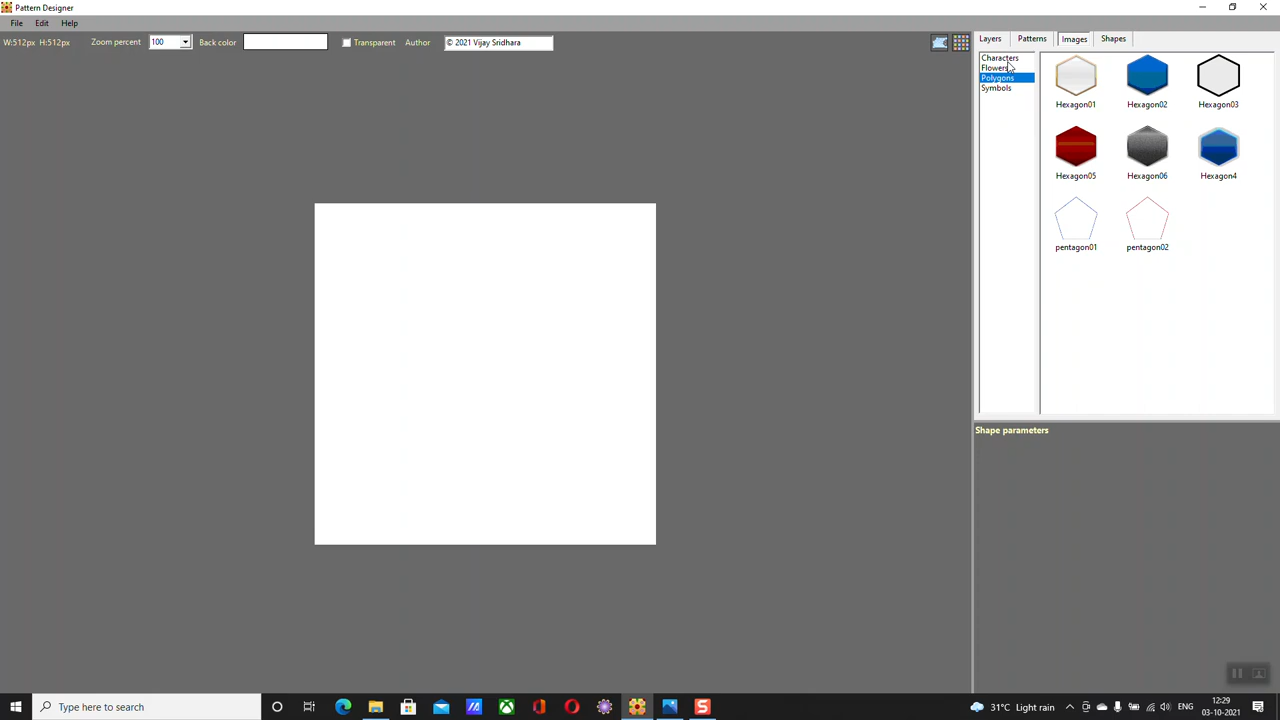 Pattern Designer
File Edit Help
W:512px H:512px Zoom percent 100 Back color Transparent Author © 2021 Vijay Sridhara
Layers Patterns Images Shapes
Characters
Flowers
Polygons
Symbols
Hexagon01 Hexagon02 Hexagon03
Hexagon05 Hexagon06 Hexagon4
pentagon01 pentagon02
Shape parameters
Type here to search
31°C Light rain ENG
12:29
03-10-2021